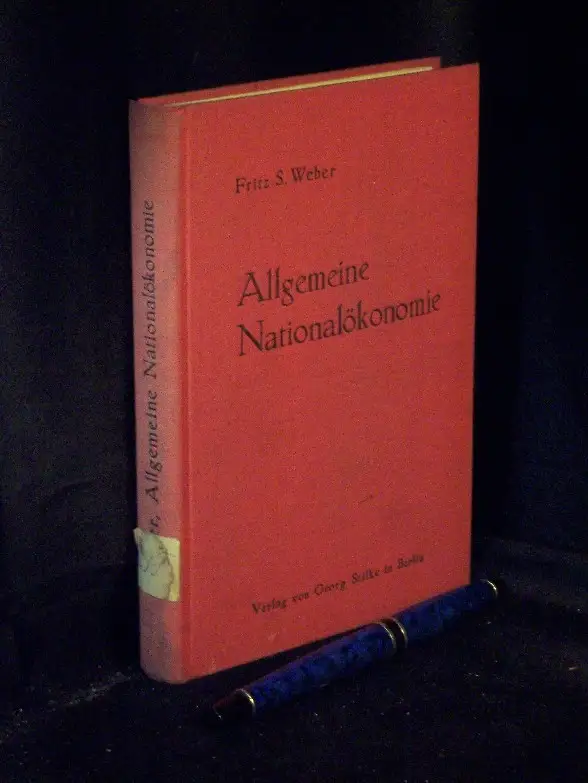 Fritz S. Weber
Allgemeine
Nationalökonomie
Verlag von Georg Stilke in Berlin
Allgemeine Nationalökonomie